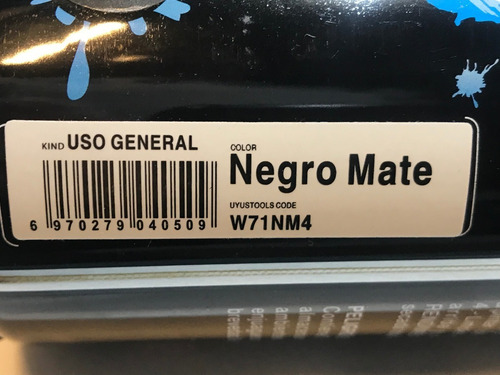 KIND USO GENERAL
COLOR
Negro Mate
UYUSTOOLS CODE
W71NM4
6 970279 040509